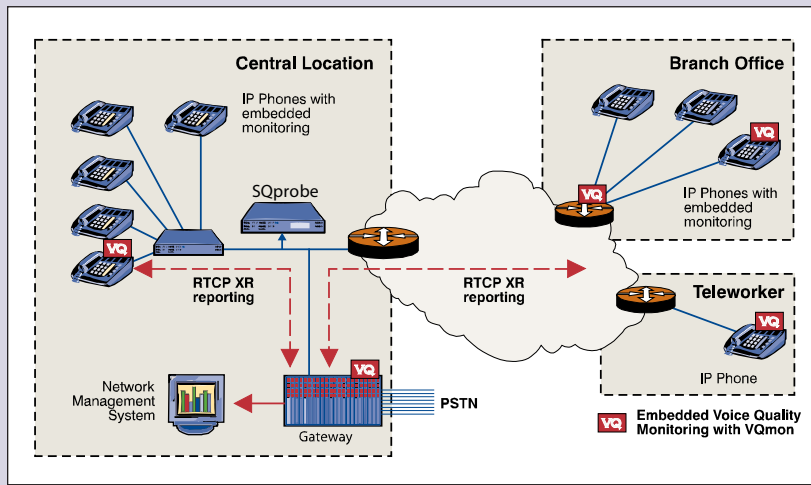 Central Location
IP Phones with
embedded
monitoring
SQprobe
VQ
RTCP XR
reporting
Network
Management
System
VQ
Gateway
PSTN
RTCP XR
reporting
Branch Office
VQ
VQ
IP Phones with
embedded
monitoring
Teleworker
VQ
IP Phone
VQ
Embedded Voice Quality
Monitoring with VQmon